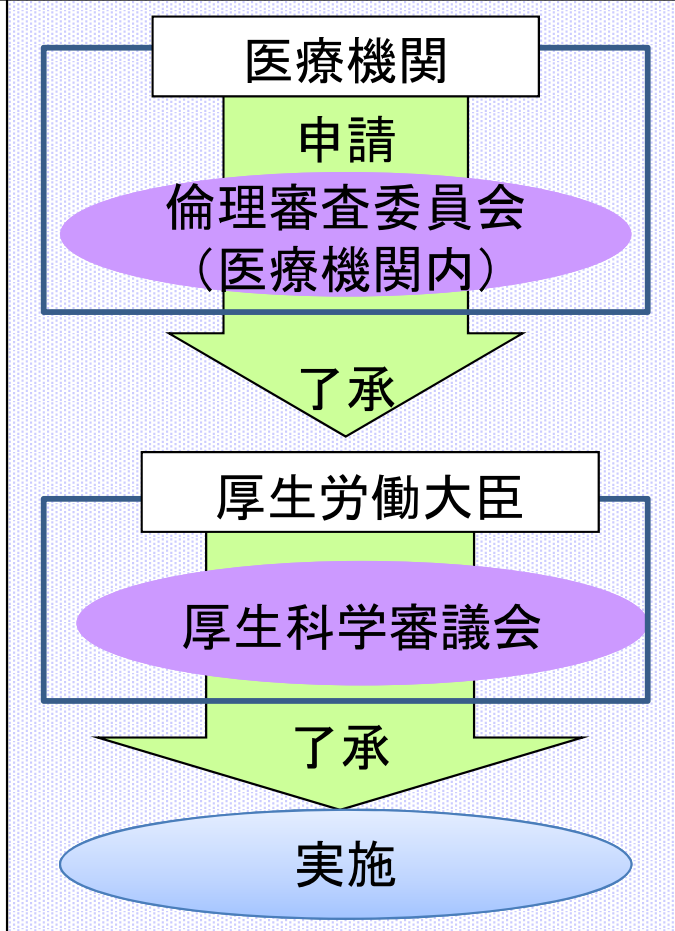 医療機関
申請
倫理審査委員会
（医療機関内）
了承
厚生労働大臣
厚生科学審議会
了承
実施